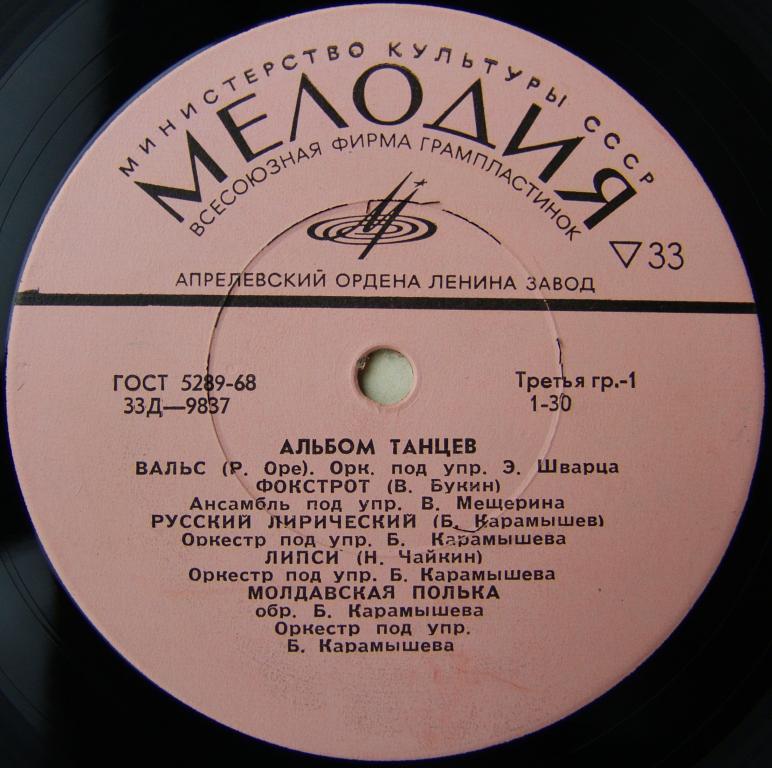 МИНИСТЕРСТВО КУЛЬТУРЫ СССР
МЕЛОДИЯ
ВСЕСОЮЗНАЯ ФИРМА ГРАМПЛАСТИНОК
▽33
АПРЕЛЕВСКИЙ ОРДЕНА ЛЕНИНА ЗАВОД
ГОСТ 5289-68
33Д—9837
Третья гр.-1
1-30
АЛЬБОМ ТАНЦЕВ
ВАЛЬС (Р. Оре). Орк. под упр. Э. Шварца
ФОКСТРОТ (В. Букин)
Ансамбль под упр. В. Мещерина
РУССКИЙ ЛИРИЧЕСКИЙ (Б. Карамышев)
Оркестр под упр. Б. Карамышева
ЛИПСИ (Н. Чайкин)
Оркестр под упр. Б. Карамышева
МОЛДАВСКАЯ ПОЛЬКА
обр. Б. Карамышева
Оркестр под упр.
Б. Карамышева